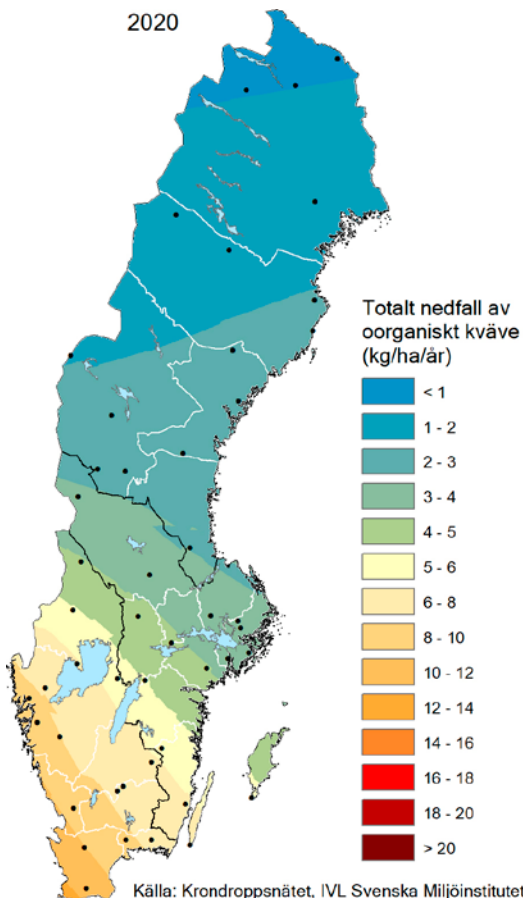 2020
Totalt nedfall av
oorganiskt kväve
(kg/ha/år)
< 1
1 - 2
2 - 3
3 - 4
4 - 5
5 - 6
6 - 8
8 - 10
10 - 12
12 - 14
14 - 16
16 - 18
18 - 20
> 20
Källa: Krondroppsnätet, IVL Svenska Miljöinstitutet